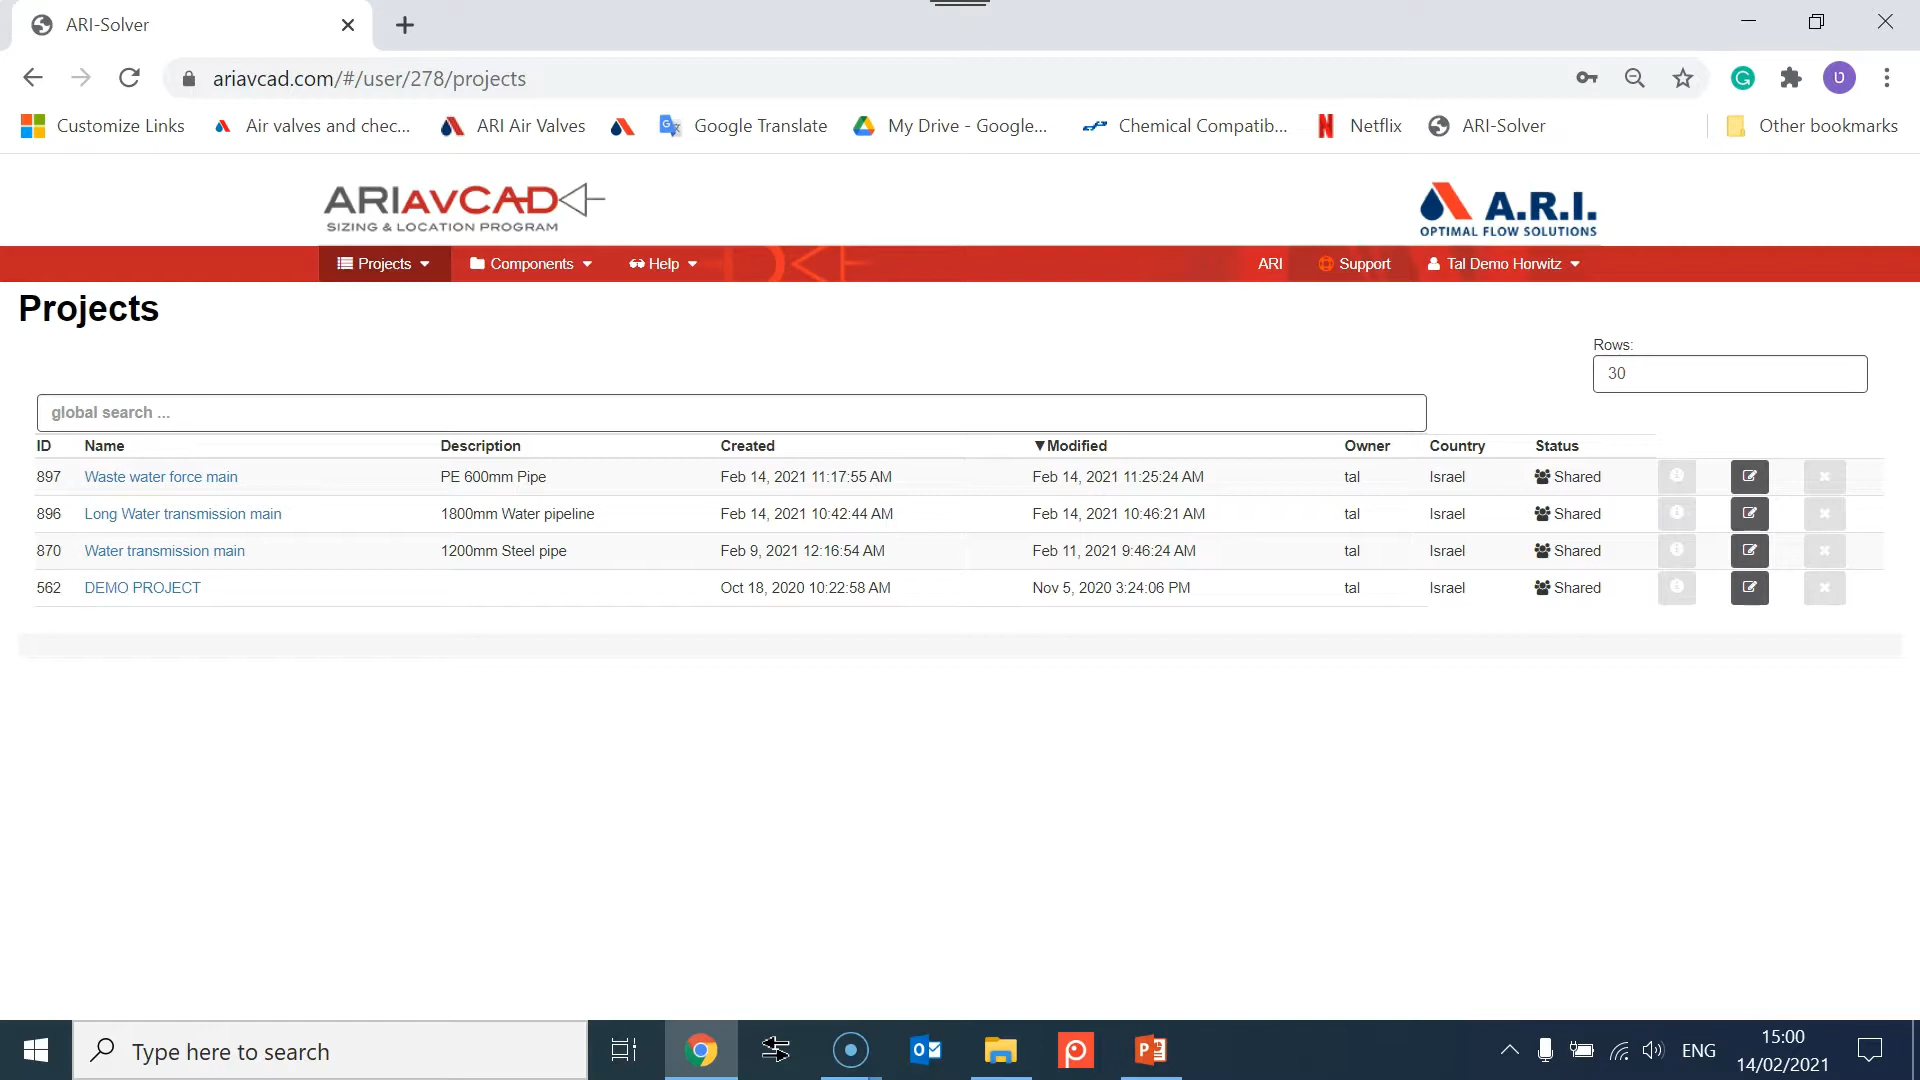 ARI-Solver
ariavcad.com/#/user/278/projects
Customize Links Air valves and chec... ARI Air Valves Google Translate My Drive - Google... Chemical Compatib... Netflix ARI-Solver Other bookmarks
ARIAVCAD
SIZING & LOCATION PROGRAM
A.R.I.
OPTIMAL FLOW SOLUTIONS
Projects Components Help ARI Support Tal Demo Horwitz
Projects
Rows:
30
global search ...
ID Name Description Created ▼Modified Owner Country Status
897 Waste water force main PE 600mm Pipe Feb 14, 2021 11:17:55 AM Feb 14, 2021 11:25:24 AM tal Israel Shared
896 Long Water transmission main 1800mm Water pipeline Feb 14, 2021 10:42:44 AM Feb 14, 2021 10:46:21 AM tal Israel Shared
870 Water transmission main 1200mm Steel pipe Feb 9, 2021 12:16:54 AM Feb 11, 2021 9:46:24 AM tal Israel Shared
562 DEMO PROJECT Oct 18, 2020 10:22:58 AM Nov 5, 2020 3:24:06 PM tal Israel Shared
Type here to search
ENG
15:00
14/02/2021